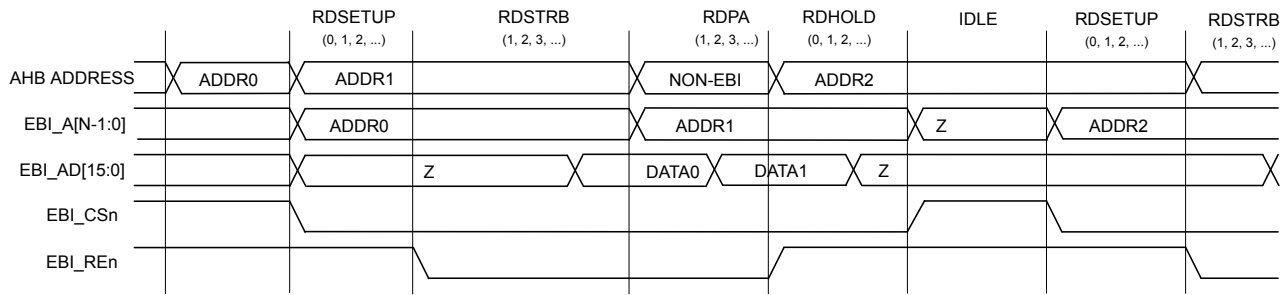 RDSETUP RDSTRB RDPA RDHOLD IDLE RDSETUP RDSTRB
(0, 1, 2, ...) (1, 2, 3, ...) (1, 2, 3, ...) (0, 1, 2, ...) (0, 1, 2, ...) (1, 2, 3, ...)
AHB ADDRESS ADDR0 ADDR1 NON-EBI ADDR2
EBI_A[N-1:0] ADDR0 ADDR1 Z ADDR2
EBI_AD[15:0] Z DATA0 DATA1 Z
EBI_CSn
EBI_REn